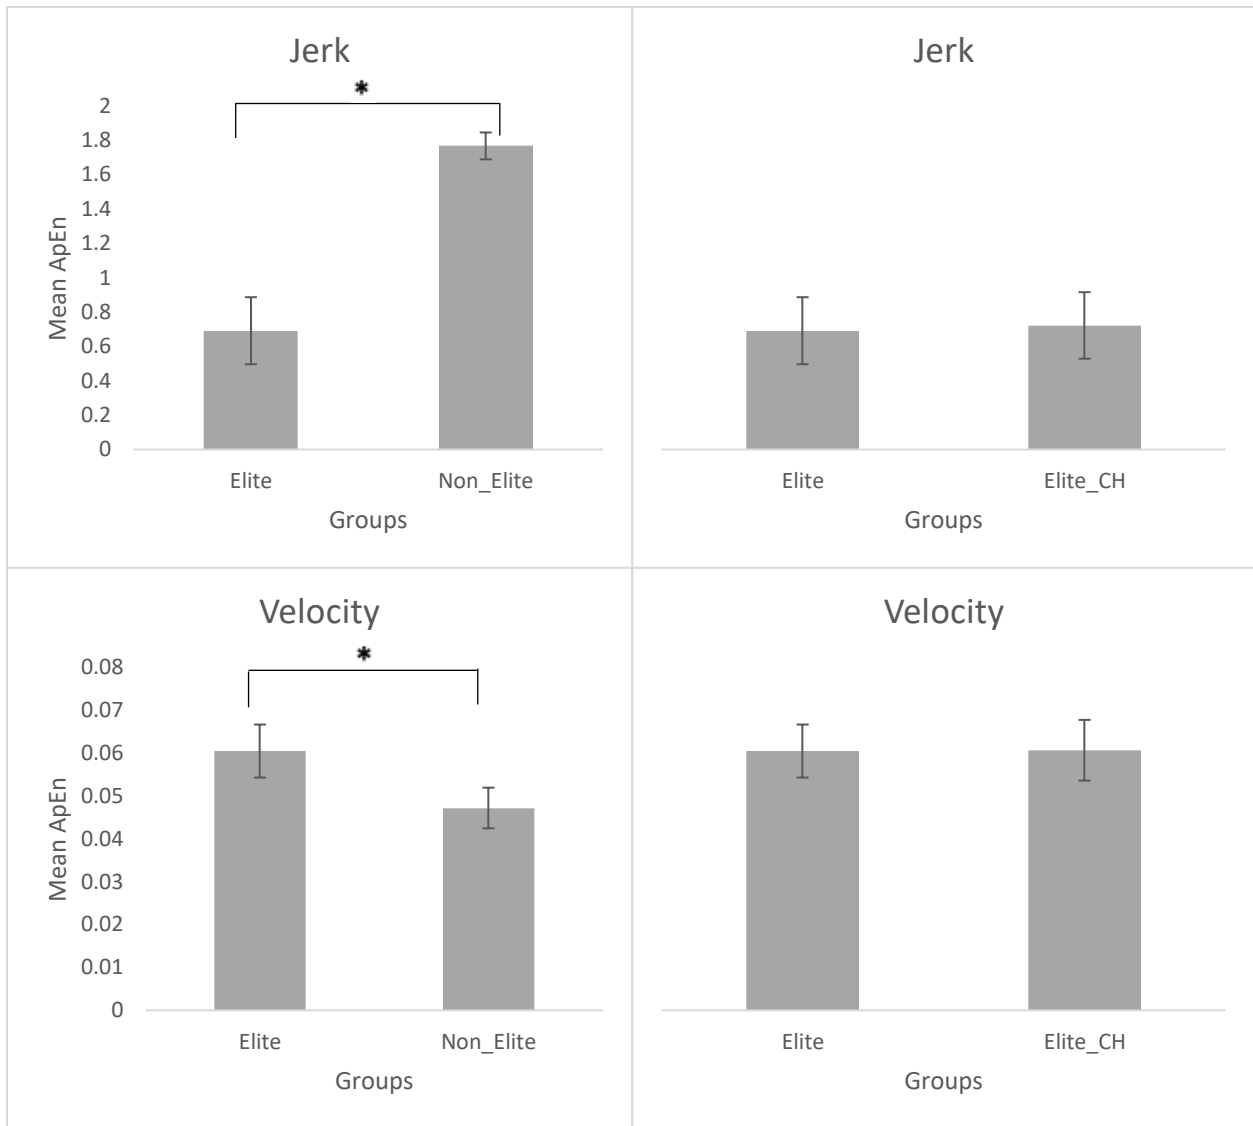 Jerk
*
2
1.8
1.6
1.4
1.2
1
0.8
0.6
0.4
0.2
0
Mean ApEn
Elite Non_Elite
Groups
Jerk
Elite Elite_CH
Groups
Velocity
*
0.08
0.07
0.06
0.05
0.04
0.03
0.02
0.01
0
Mean ApEn
Elite Non_Elite
Groups
Velocity
Elite Elite_CH
Groups